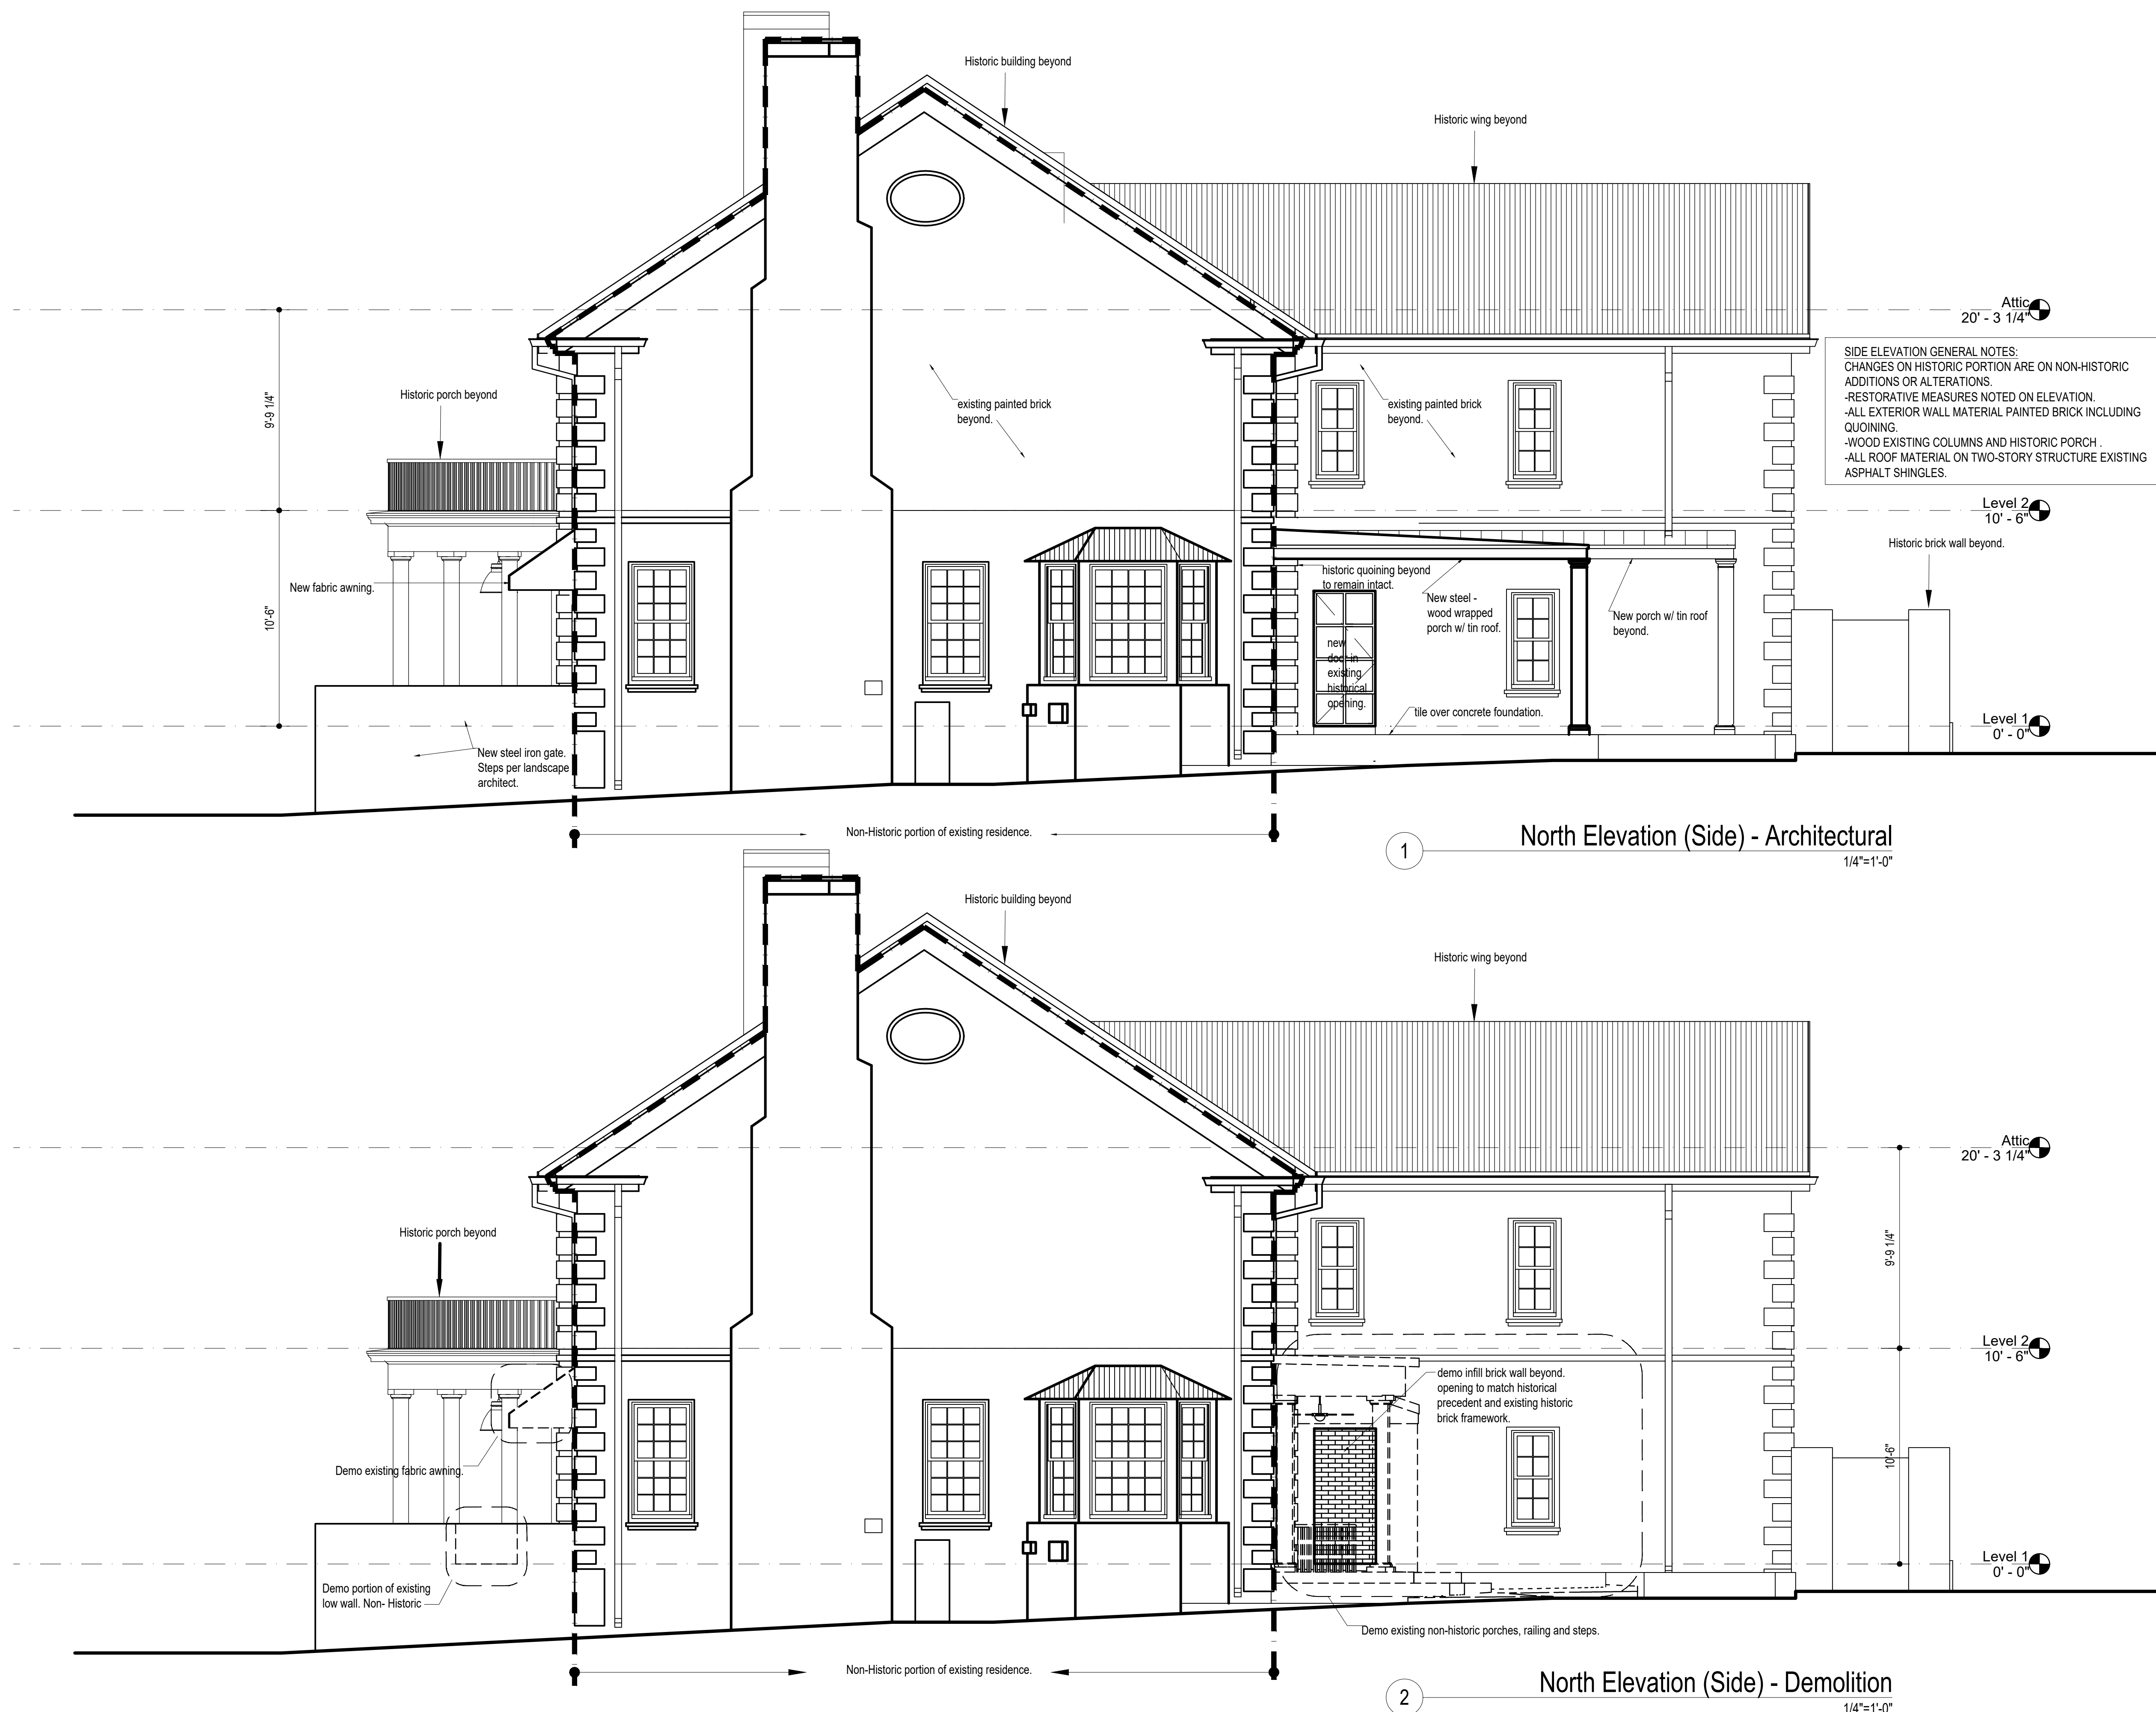 Historic building beyond
Historic wing beyond
Attic
20' - 3 1/4"
SIDE ELEVATION GENERAL NOTES:
CHANGES ON HISTORIC PORTION ARE ON NON-HISTORIC
ADDITIONS OR ALTERATIONS.
-RESTORATIVE MEASURES NOTED ON ELEVATION.
-ALL EXTERIOR WALL MATERIAL PAINTED BRICK INCLUDING
QUOINING.
-WOOD EXISTING COLUMNS AND HISTORIC PORCH .
-ALL ROOF MATERIAL ON TWO-STORY STRUCTURE EXISTING
ASPHALT SHINGLES.
9'-9 1/4"
Historic porch beyond
existing painted brick
beyond.
existing painted brick
beyond.
Level 2
10' - 6"
Historic brick wall beyond.
10'-6"
New fabric awning.
historic quoining beyond
to remain intact.
New steel -
wood wrapped
porch w/ tin roof.
New porch w/ tin roof
beyond.
new
door in
existing
historical
opening.
tile over concrete foundation.
Level 1
0' - 0"
New steel iron gate.
Steps per landscape
architect.
Non-Historic portion of existing residence.
1
North Elevation (Side) - Architectural
1/4"=1'-0"
Historic building beyond
Historic wing beyond
Attic
20' - 3 1/4"
Historic porch beyond
9'-9 1/4"
Level 2
10' - 6"
demo infill brick wall beyond.
opening to match historical
precedent and existing historic
brick framework.
Demo existing fabric awning.
10'-6"
Level 1
0' - 0"
Demo portion of existing
low wall. Non- Historic
Demo existing non-historic porches, railing and steps.
Non-Historic portion of existing residence.
2
North Elevation (Side) - Demolition
1/4"=1'-0"